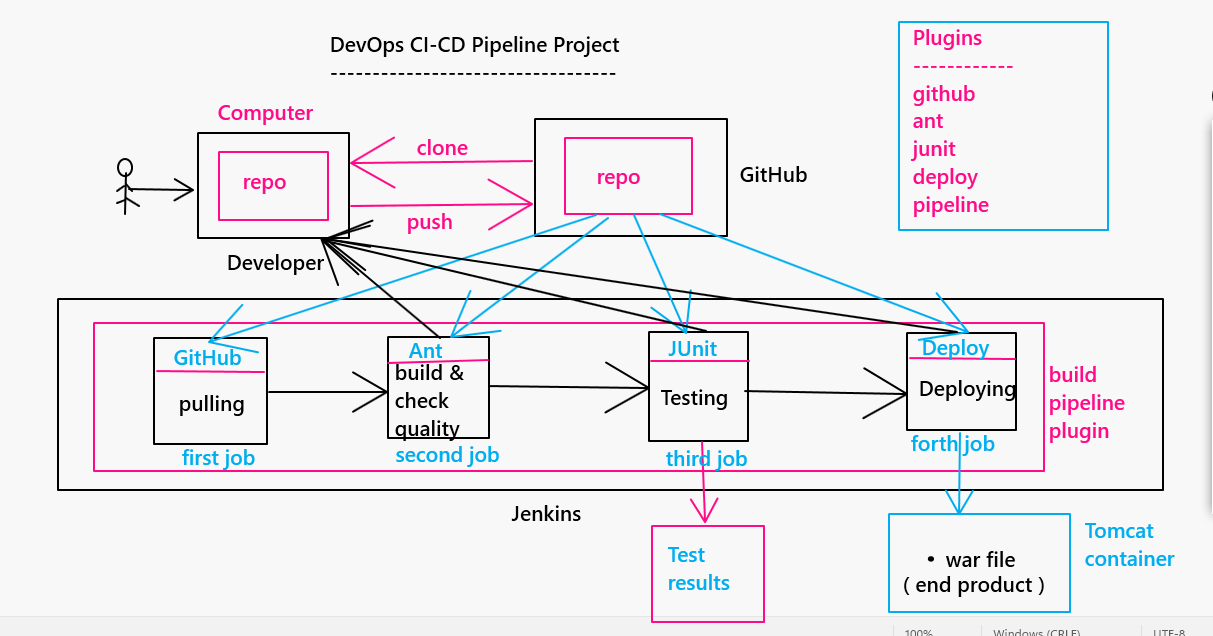 DevOps CI-CD Pipeline Project
---------------------------------
Plugins
------------
github
ant
junit
deploy
pipeline
Computer
repo
clone
push
repo
GitHub
Developer
GitHub
pulling
first job
Ant
build &
check
quality
second job
JUnit
Testing
third job
Deploy
Deploying
forth job
build
pipeline
plugin
Jenkins
Test
results
• war file
( end product )
Tomcat
container
100%
Windows (CRLF)
UTF-8